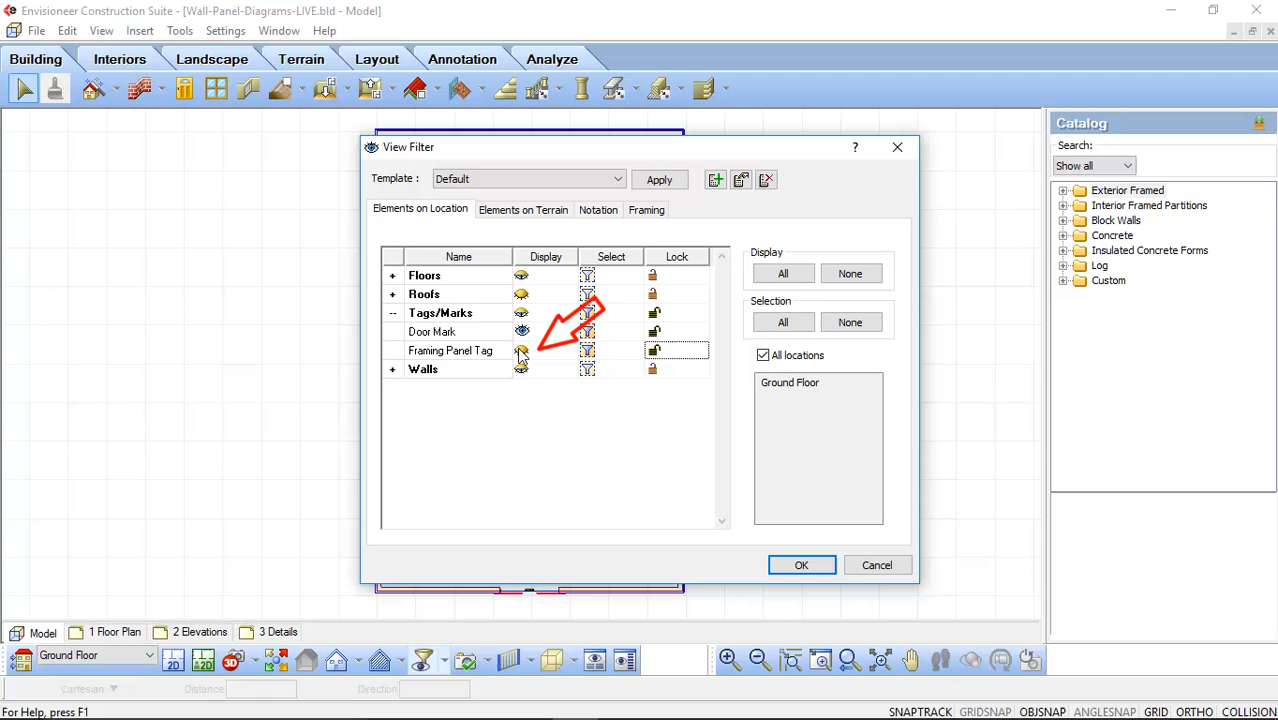 Envisioneer Construction Suite - [Wall-Panel-Diagrams-LIVE.bld - Model]
File Edit View Insert Tools Settings Window Help
Building Interiors Landscape Terrain Layout Annotation Analyze
Catalog
Search:
Show all
Exterior Framed
Interior Framed Partitions
Block Walls
Concrete
Insulated Concrete Forms
Log
Custom
View Filter ?
Template : Default Apply
Elements on Location Elements on Terrain Notation Framing
Name Display Select Lock
+ Floors
+ Roofs
-- Tags/Marks
Door Mark
Framing Panel Tag
+ Walls
Display
All None
Selection
All None
All locations
Ground Floor
OK Cancel
Model 1 Floor Plan 2 Elevations 3 Details
Ground Floor 2D 2D 3D
Cartesian Distance Direction
For Help, press F1 SNAPTRACK GRIDSNAP OBJSNAP ANGLESNAP GRID ORTHO COLLISION